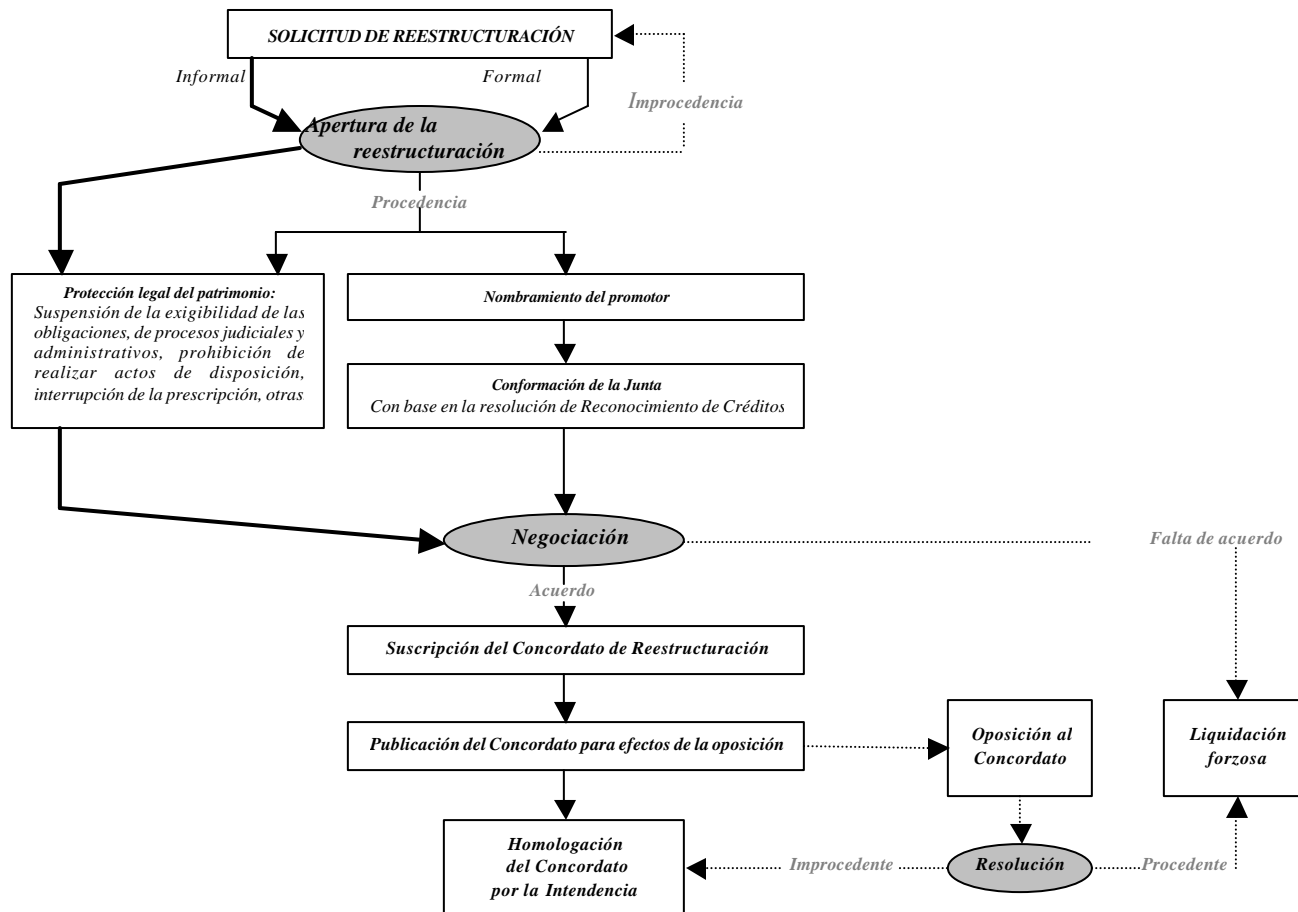 SOLICITUD DE REESTRUCTURACIÓN
Informal
Formal
Improcedencia
Apertura de la
reestructuración
Procedencia
Protección legal del patrimonio:
Suspensión de la exigibilidad de las
obligaciones, de procesos judiciales y
administrativos, prohibición de
realizar actos de disposición,
interrupción de la prescripción, otras
Nombramiento del promotor
Conformación de la Junta
Con base en la resolución de Reconocimiento de Créditos
Negociación
Falta de acuerdo
Acuerdo
Suscripción del Concordato de Reestructuración
Publicación del Concordato para efectos de la oposición
Oposición al
Concordato
Liquidación
forzosa
Homologación
del Concordato
por la Intendencia
Improcedente
Resolución
Procedente